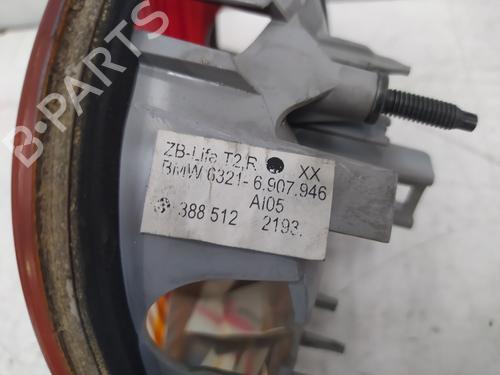 B-PARTS
ZB-Lifa T2,R XX
BMW 6321- 6.907.946
AI05
388 512 2193.